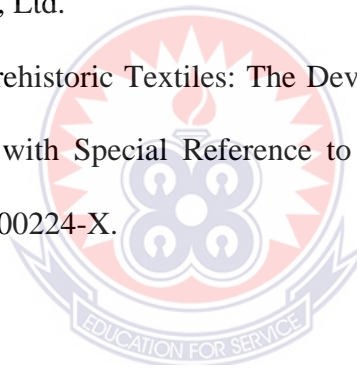 , Ltd.
rehistoric Textiles: The Dev
with Special Reference to
00224-X.
EDUCATION FOR SERVICE